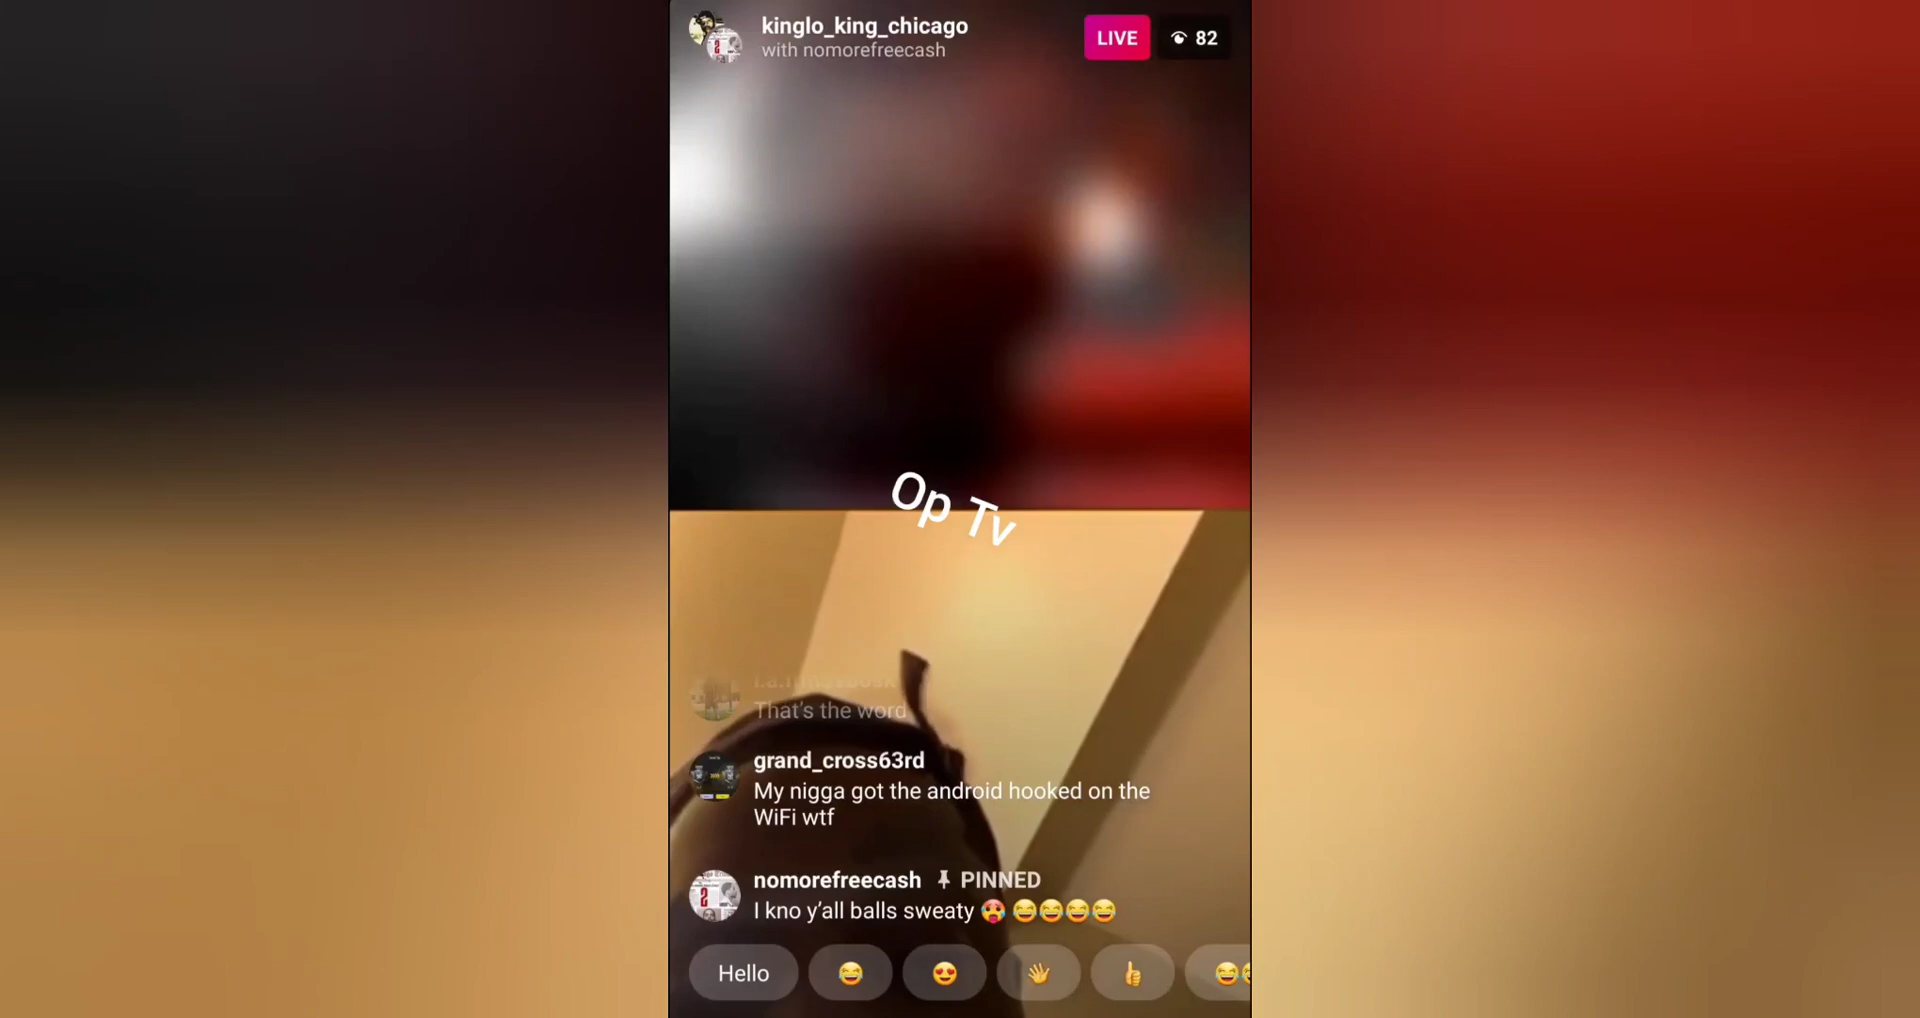 kinglo_king_chicago
with nomorefreecash
LIVE
82
Op Tv
That's the word
grand_cross63rd
My nigga got the android hooked on the
WiFi wtf
nomorefreecash PINNED
I kno y'all balls sweaty 🥵 😂😂😂😂
Hello 😂 😍 👋 👍 😂